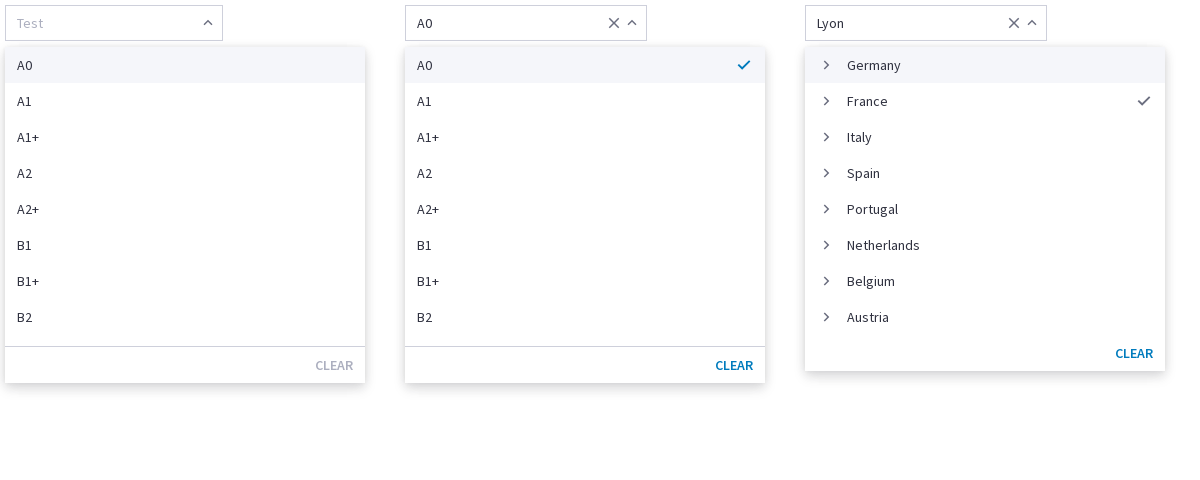 Test
A0
A1
A1+
A2
A2+
B1
B1+
B2
CLEAR
A0
A0
A1
A1+
A2
A2+
B1
B1+
B2
CLEAR
Lyon
Germany
France
Italy
Spain
Portugal
Netherlands
Belgium
Austria
CLEAR